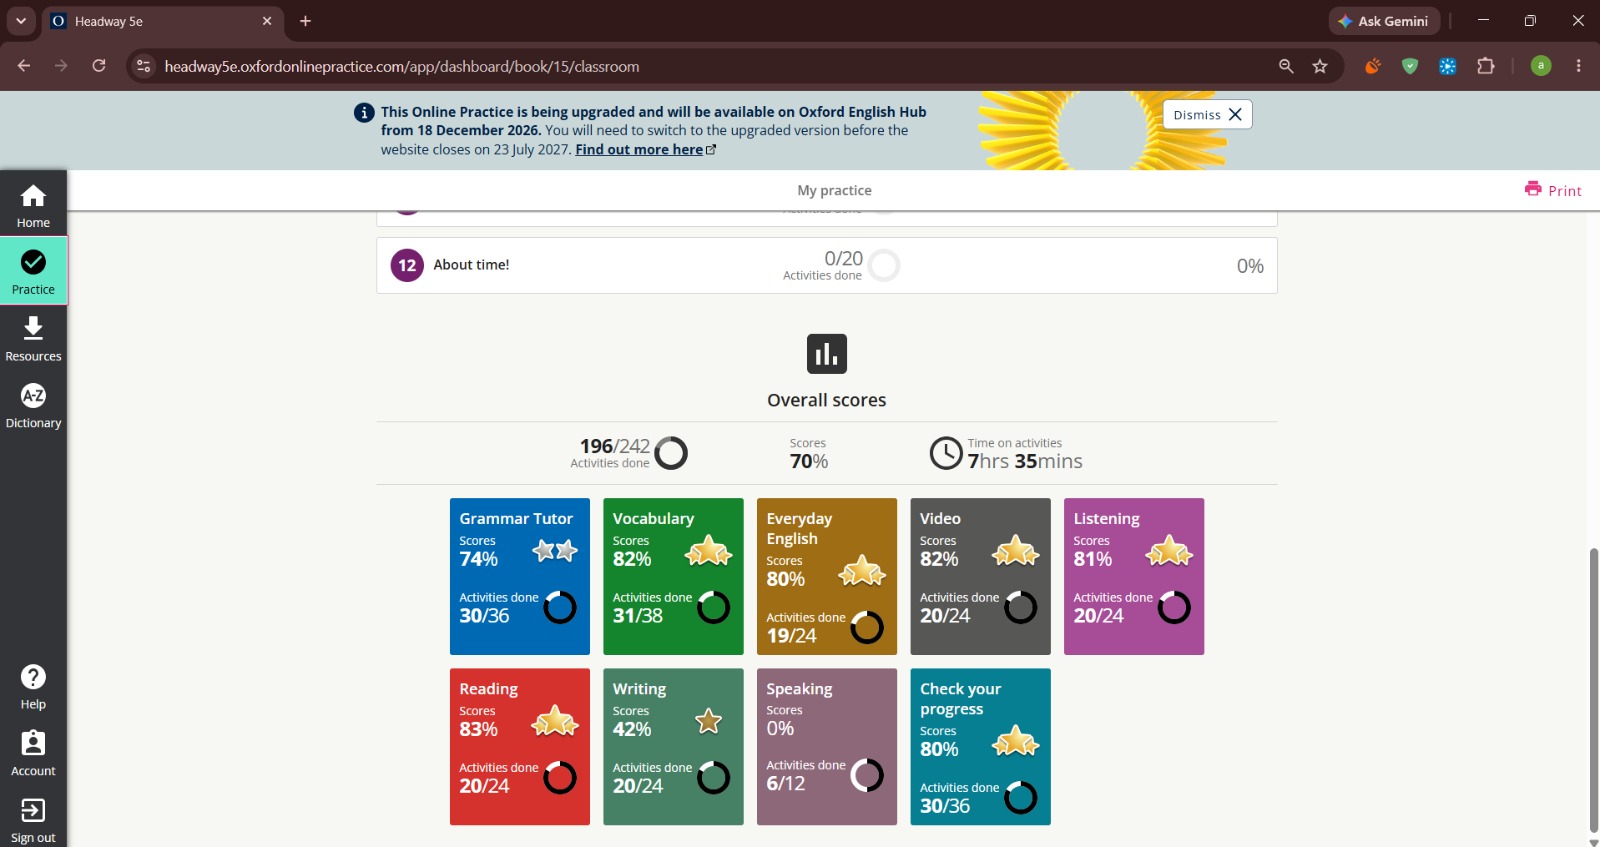 Headway 5e
Ask Gemini
headway5e.oxfordonlinepractice.com/app/dashboard/book/15/classroom
a
This Online Practice is being upgraded and will be available on Oxford English Hub
from 18 December 2026. You will need to switch to the upgraded version before the
website closes on 23 July 2027. Find out more here
Dismiss
Home
Practice
Resources
A-Z
Dictionary
Help
Account
Sign out
My practice
Print
12 About time!
0/20
Activities done
0%
Overall scores
196/242
Activities done
Scores
70%
Time on activities
7hrs 35mins
Grammar Tutor
Scores
74%
Activities done
30/36
Vocabulary
Scores
82%
Activities done
31/38
Everyday
English
Scores
80%
Activities done
19/24
Video
Scores
82%
Activities done
20/24
Listening
Scores
81%
Activities done
20/24
Reading
Scores
83%
Activities done
20/24
Writing
Scores
42%
Activities done
20/24
Speaking
Scores
0%
Activities done
6/12
Check your
progress
Scores
80%
Activities done
30/36